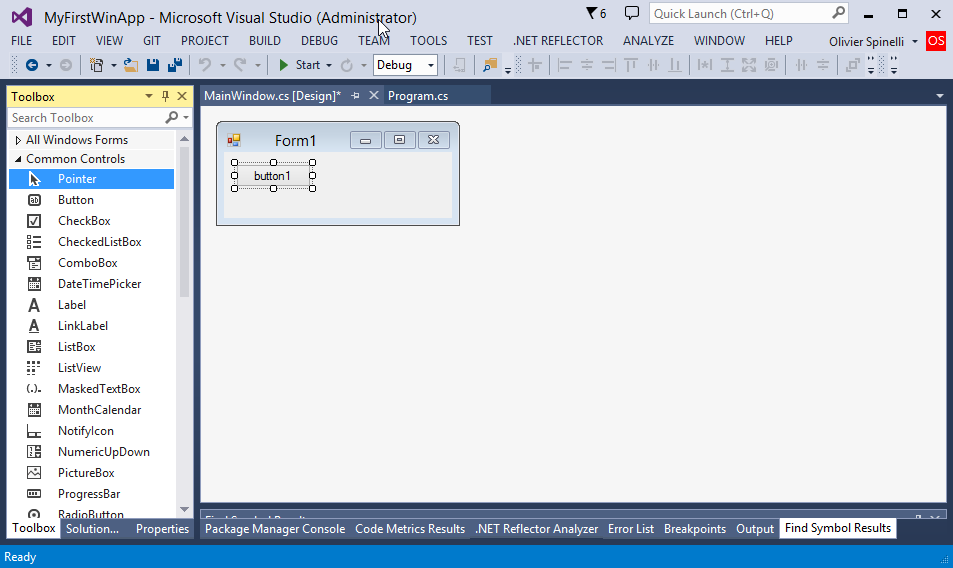 MyFirstWinApp - Microsoft Visual Studio (Administrator)
6
Quick Launch (Ctrl+Q)
FILE EDIT VIEW GIT PROJECT BUILD DEBUG TEAM TOOLS TEST .NET REFLECTOR ANALYZE WINDOW HELP Olivier Spinelli OS
Start Debug
Toolbox
MainWindow.cs [Design]* Program.cs
Search Toolbox
All Windows Forms
Common Controls
Pointer
Button
CheckBox
CheckedListBox
ComboBox
DateTimePicker
Label
LinkLabel
ListBox
ListView
MaskedTextBox
MonthCalendar
NotifyIcon
NumericUpDown
PictureBox
ProgressBar
RadioButton
Form1
button1
Find Symbol Results
Toolbox Solution... Properties
Package Manager Console Code Metrics Results .NET Reflector Analyzer Error List Breakpoints Output Find Symbol Results
Ready